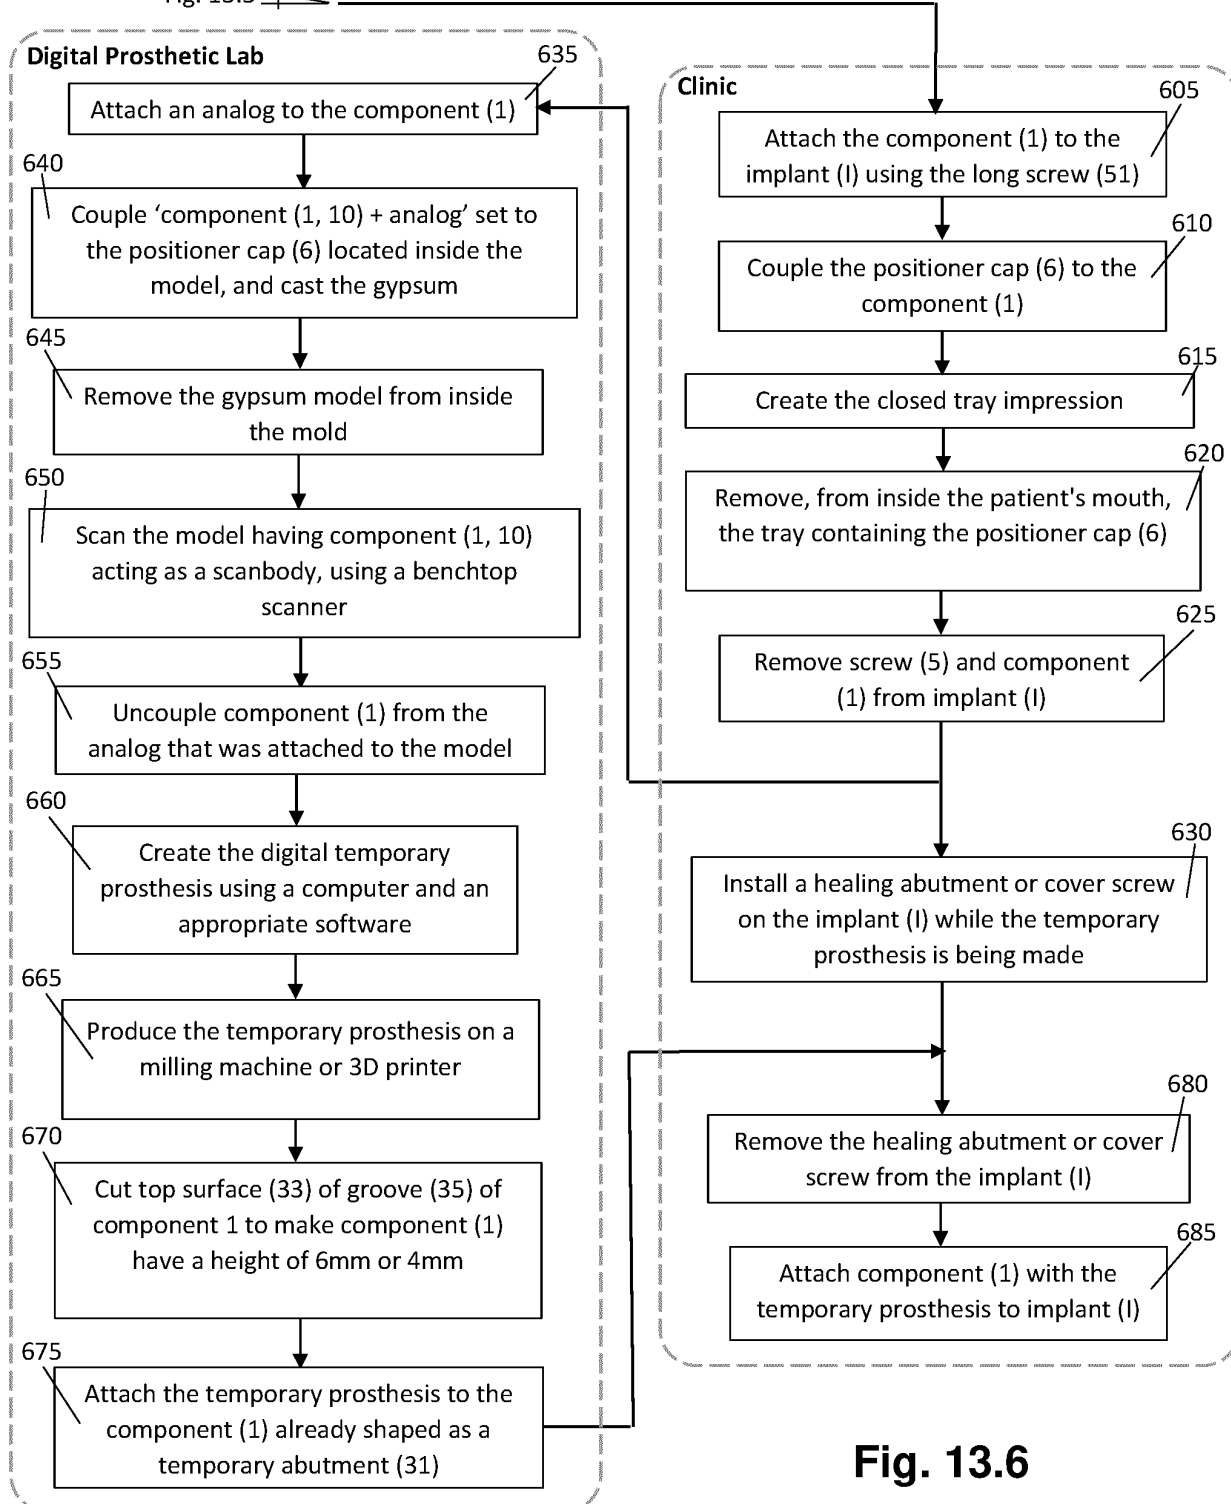 Digital Prosthetic Lab
635
Attach an analog to the component (1)
640
Couple ‘component (1, 10) + analog’ set to
the positioner cap (6) located inside the
model, and cast the gypsum
645
Remove the gypsum model from inside
the mold
650
Scan the model having component (1, 10)
acting as a scanbody, using a benchtop
scanner
655
Uncouple component (1) from the
analog that was attached to the model
660
Create the digital temporary
prosthesis using a computer and an
appropriate software
665
Produce the temporary prosthesis on a
milling machine or 3D printer
670
Cut top surface (33) of groove (35) of
component 1 to make component (1)
have a height of 6mm or 4mm
675
Attach the temporary prosthesis to the
component (1) already shaped as a
temporary abutment (31)
Clinic
605
Attach the component (1) to the
implant (I) using the long screw (51)
610
Couple the positioner cap (6) to the
component (1)
615
Create the closed tray impression
620
Remove, from inside the patient's mouth,
the tray containing the positioner cap (6)
625
Remove screw (5) and component
(1) from implant (I)
630
Install a healing abutment or cover screw
on the implant (I) while the temporary
prosthesis is being made
680
Remove the healing abutment or cover
screw from the implant (I)
685
Attach component (1) with the
temporary prosthesis to implant (I)
Fig. 13.6